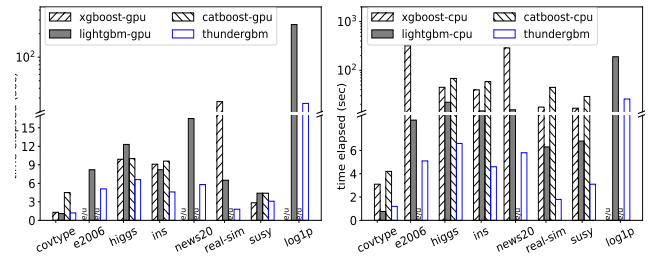 xgboost-gpu
lightgbm-gpu
catboost-gpu
thundergbm
10²
15
12
9
6
3
0
n/a
n/a
n/a
n/a
n/a
n/a
n/a
covtype
e2006
higgs
ins
news20
real-sim
susy
log1p
xgboost-cpu
lightgbm-cpu
catboost-cpu
thundergbm
time elapsed (sec)
10³
10²
10¹
6
4
2
0
covtype
e2006
higgs
ins
news20
real-sim
susy
log1p